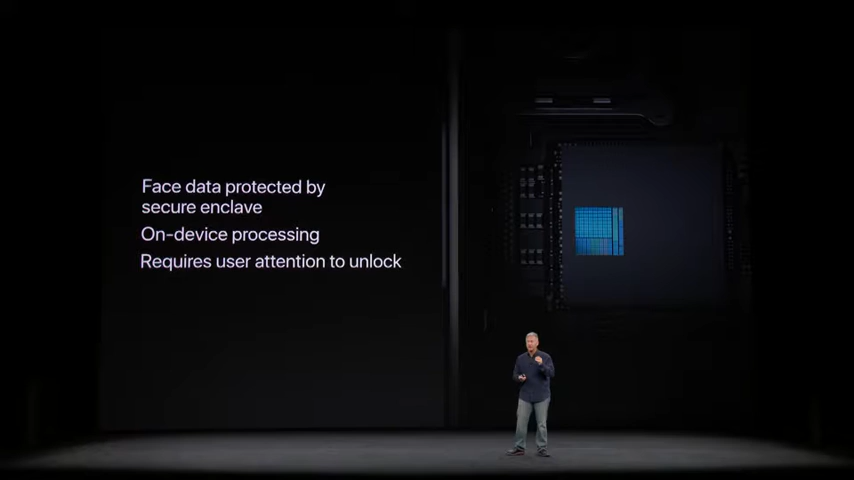 Face data protected by
secure enclave
On-device processing
Requires user attention to unlock